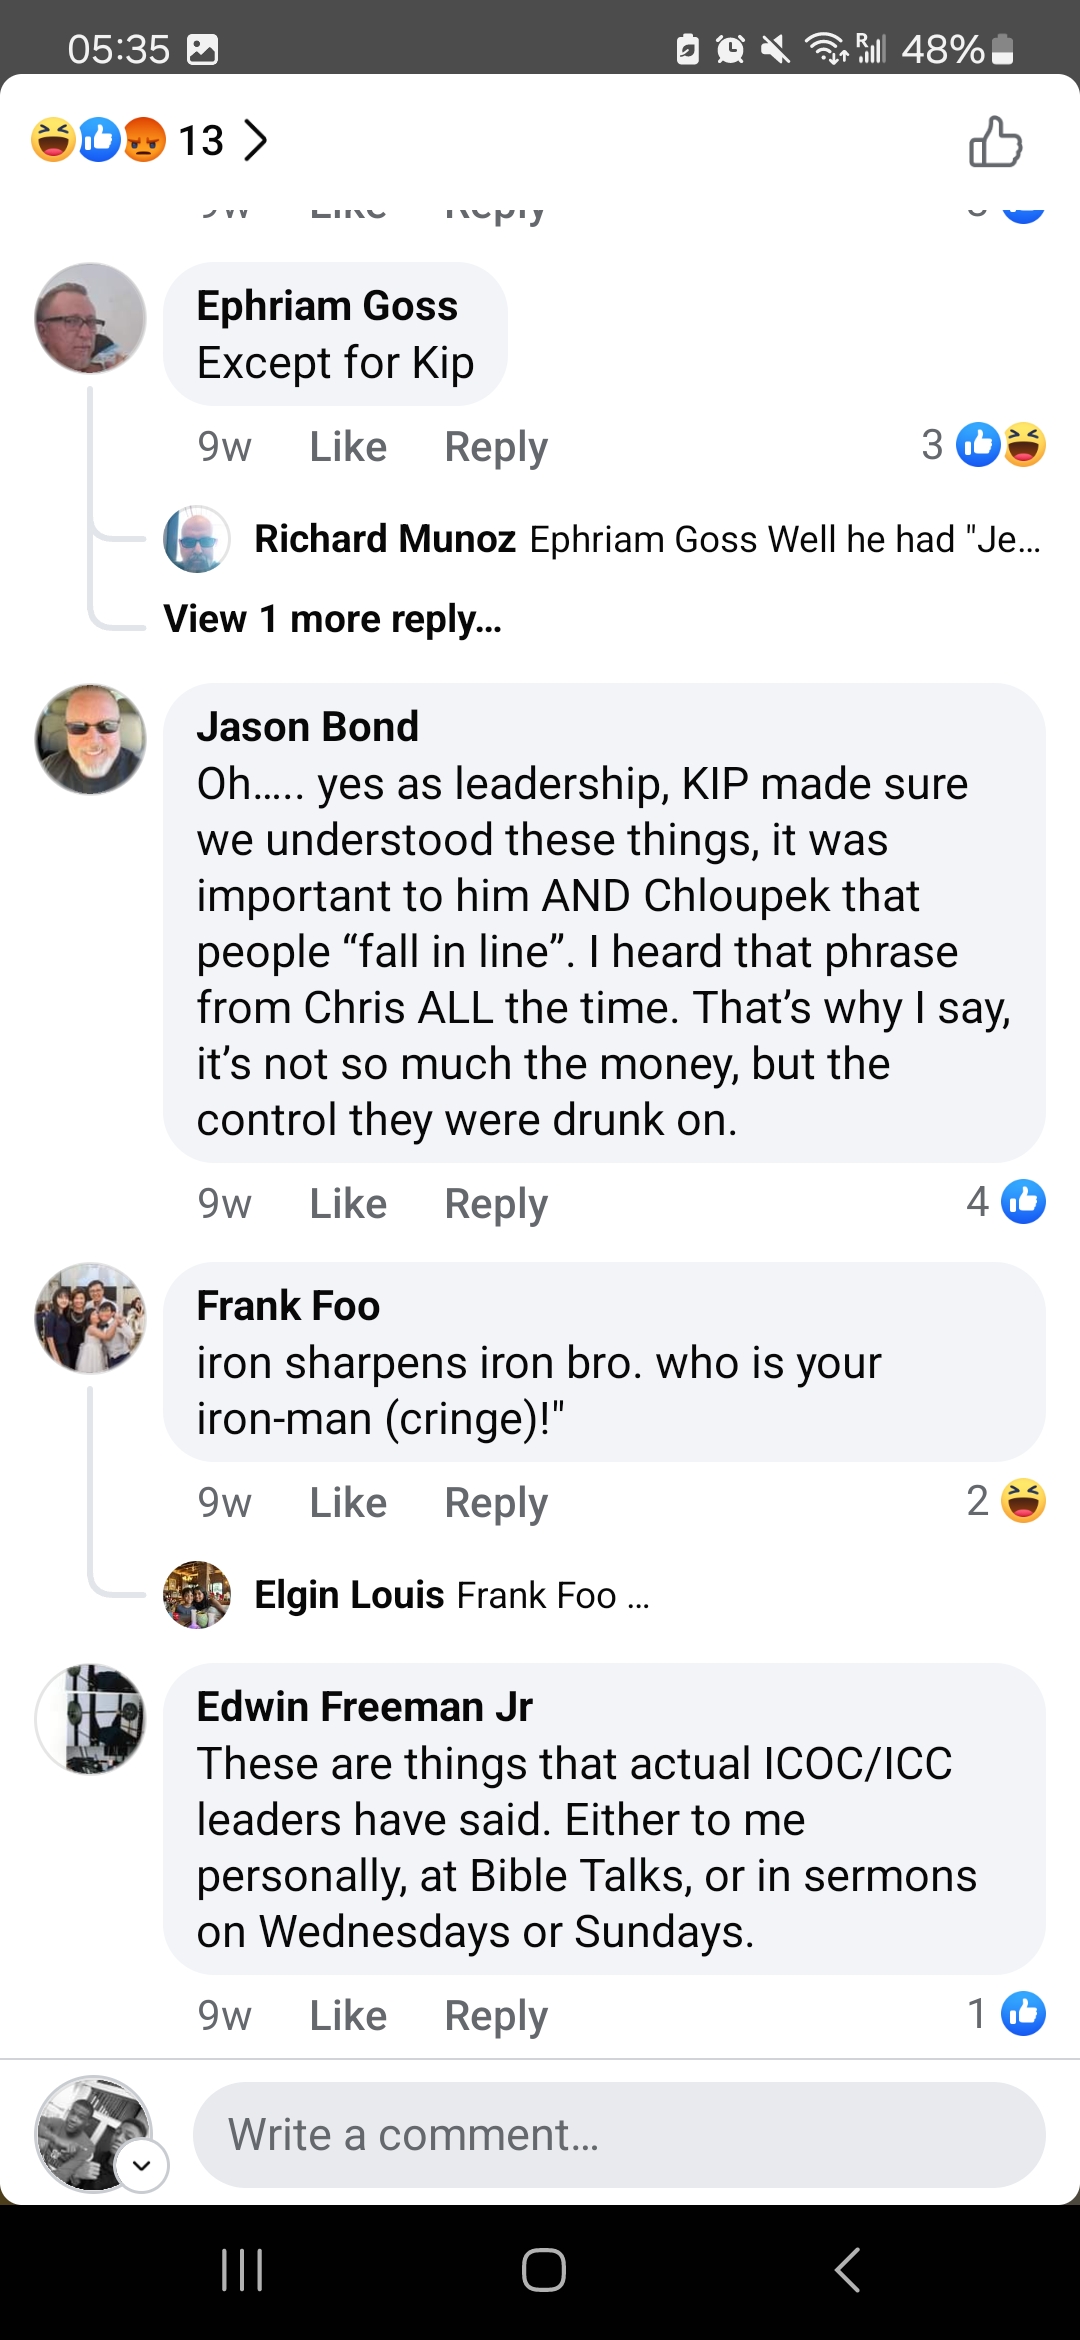 05:35 48%
13
9w Like Reply
Ephriam Goss
Except for Kip
9w Like Reply 3
Richard Munoz Ephriam Goss Well he had "Je...
View 1 more reply...
Jason Bond
Oh..... yes as leadership, KIP made sure
we understood these things, it was
important to him AND Chloupek that
people “fall in line”. I heard that phrase
from Chris ALL the time. That’s why I say,
it’s not so much the money, but the
control they were drunk on.
9w Like Reply 4
Frank Foo
iron sharpens iron bro. who is your
iron-man (cringe)!"
9w Like Reply 2
Elgin Louis Frank Foo ...
Edwin Freeman Jr
These are things that actual ICOC/ICC
leaders have said. Either to me
personally, at Bible Talks, or in sermons
on Wednesdays or Sundays.
9w Like Reply 1
Write a comment...